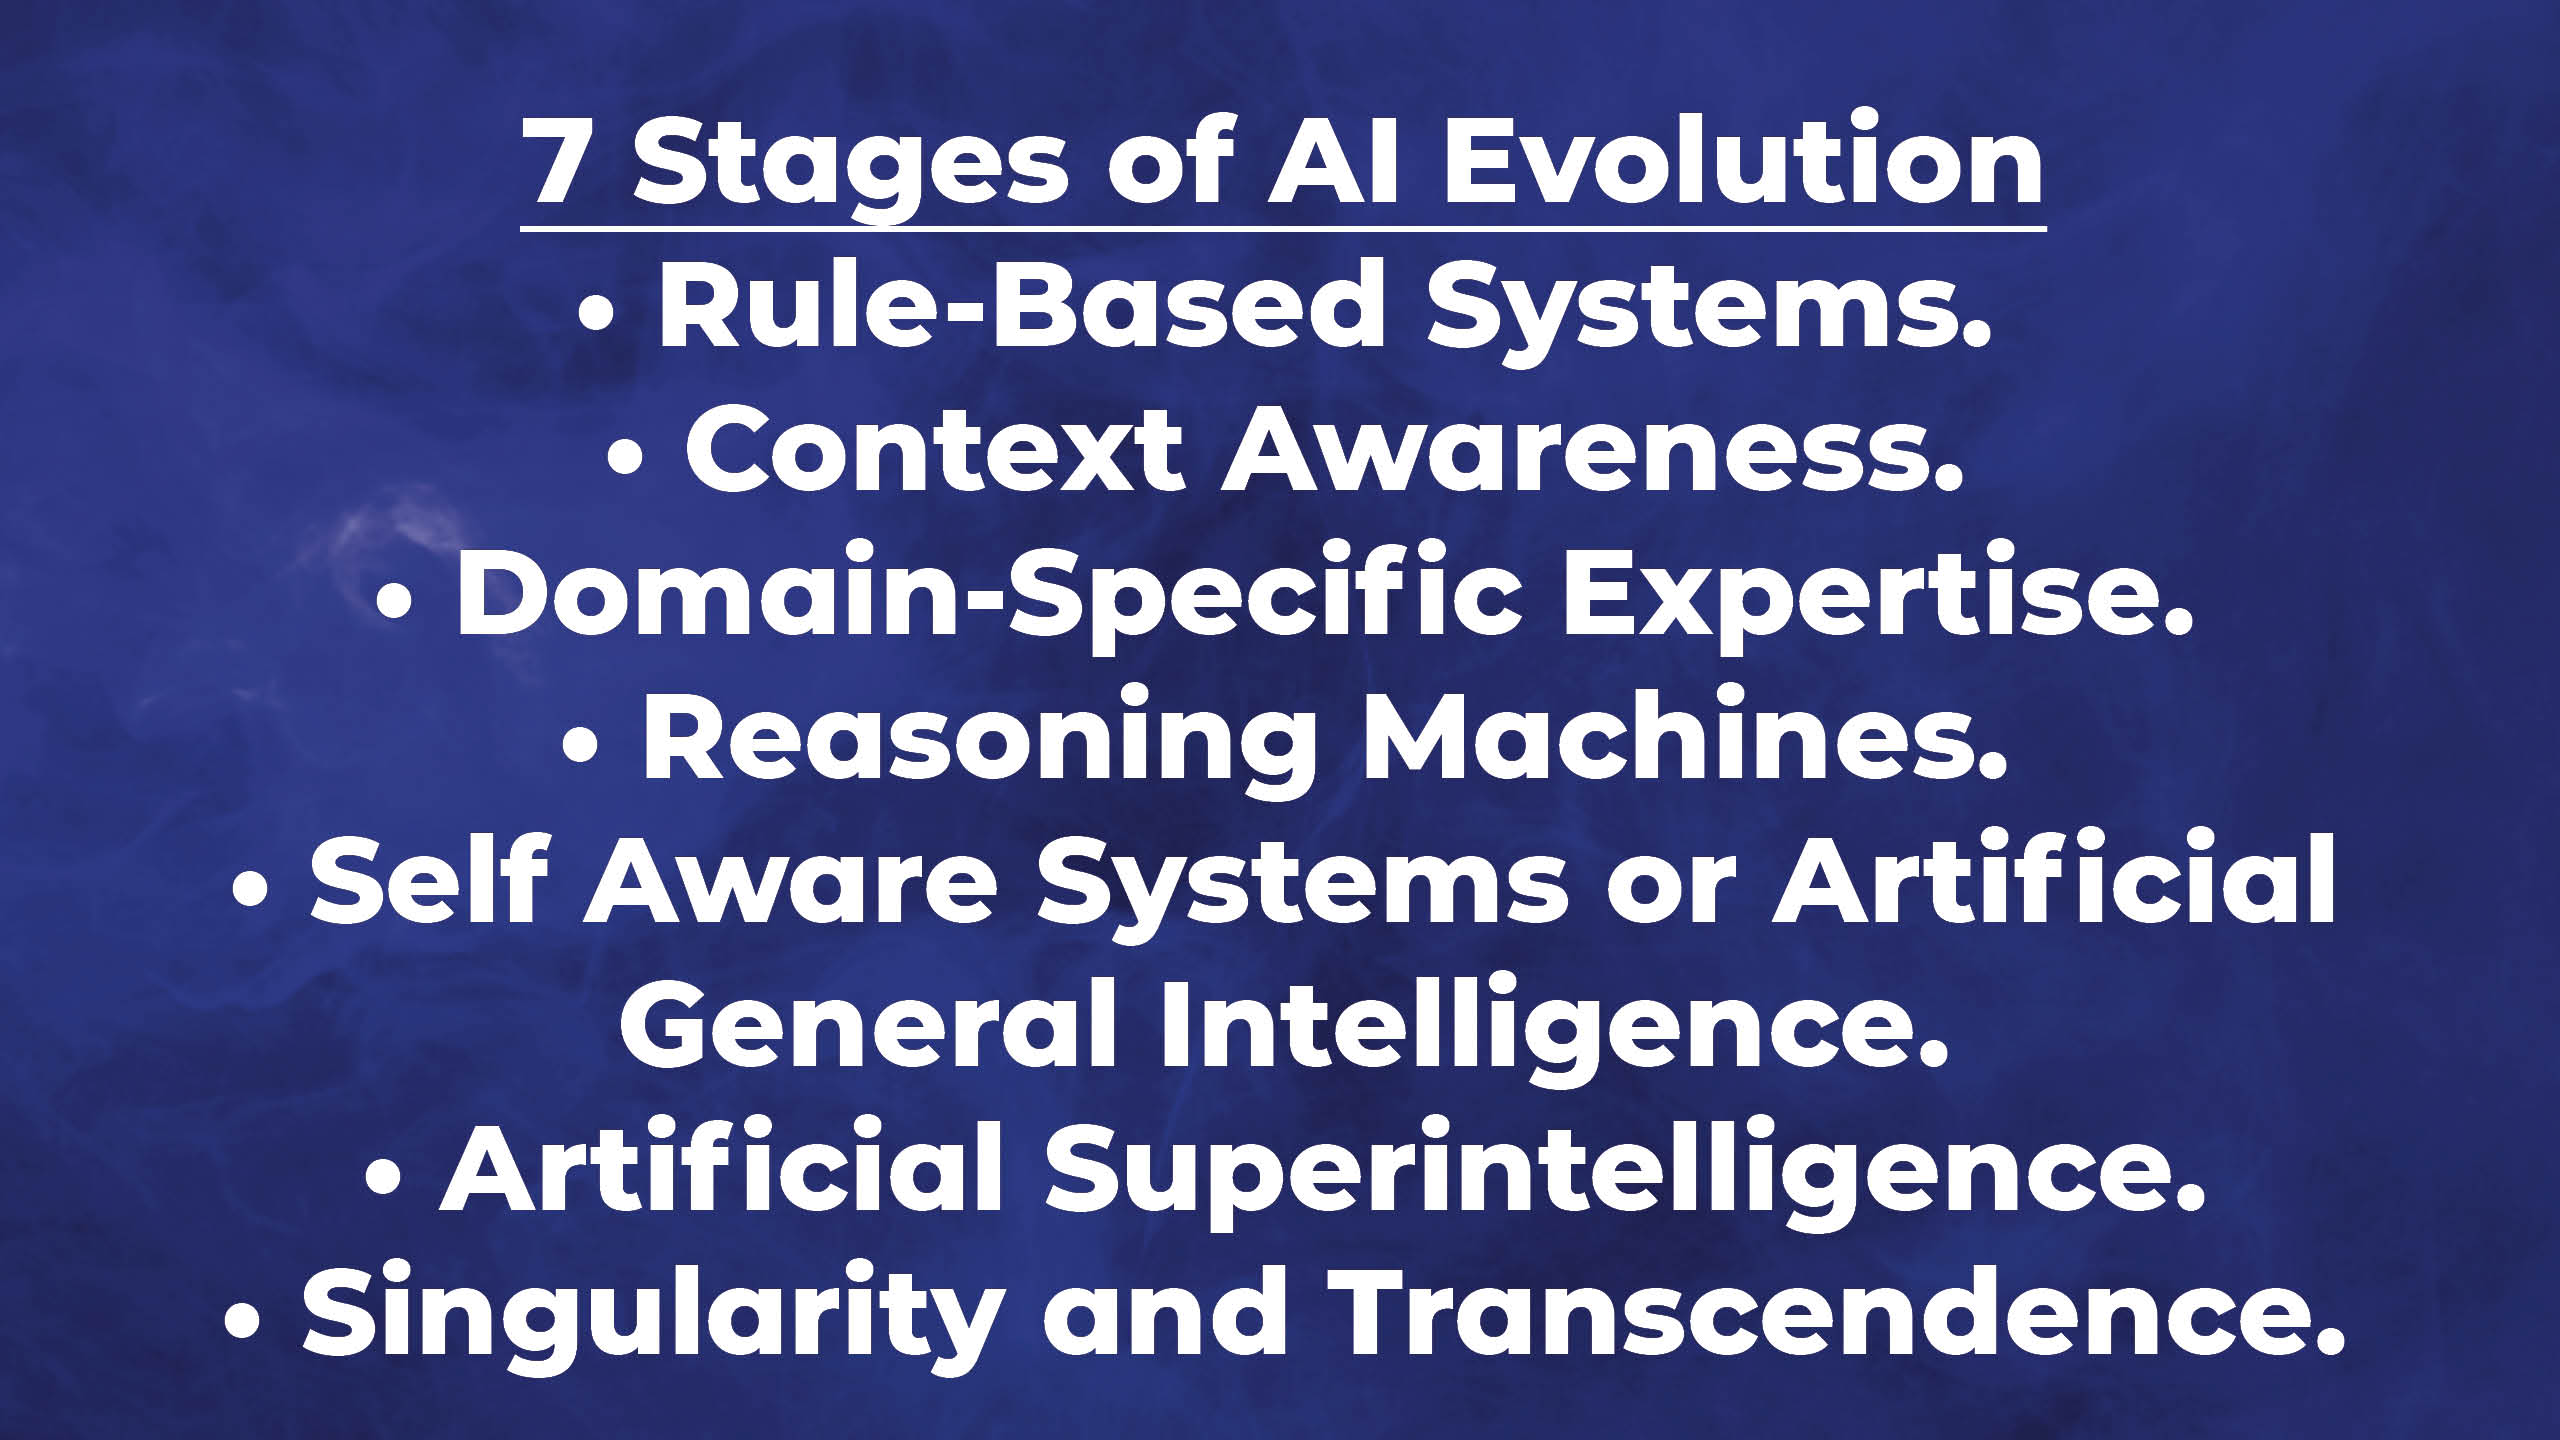 7 Stages of AI Evolution
• Rule-Based Systems.
• Context Awareness.
• Domain-Specific Expertise.
• Reasoning Machines.
• Self Aware Systems or Artificial
General Intelligence.
• Artificial Superintelligence.
• Singularity and Transcendence.